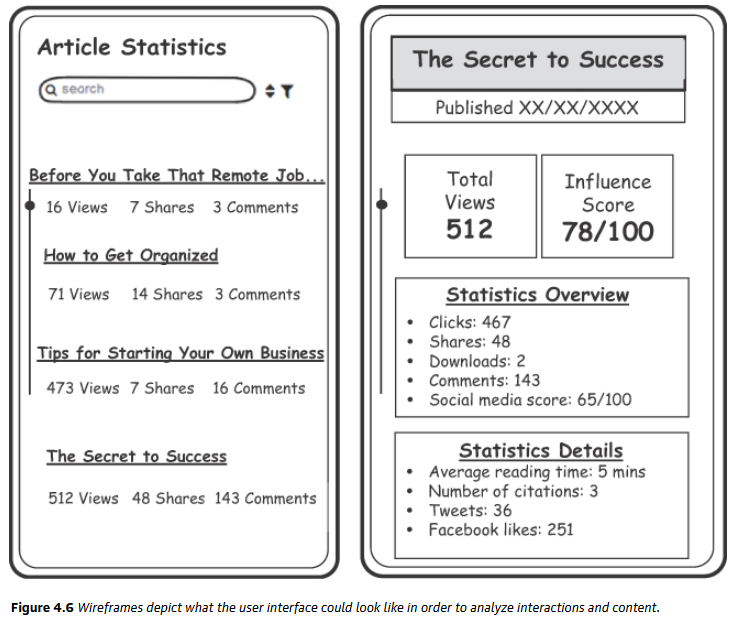 Article Statistics
search
Before You Take That Remote Job...
16 Views 7 Shares 3 Comments
How to Get Organized
71 Views 14 Shares 3 Comments
Tips for Starting Your Own Business
473 Views 7 Shares 16 Comments
The Secret to Success
512 Views 48 Shares 143 Comments
The Secret to Success
Published XX/XX/XXXX
Total
Views
512
Influence
Score
78/100
Statistics Overview
• Clicks: 467
• Shares: 48
• Downloads: 2
• Comments: 143
• Social media score: 65/100
Statistics Details
• Average reading time: 5 mins
• Number of citations: 3
• Tweets: 36
• Facebook likes: 251
Figure 4.6 Wireframes depict what the user interface could look like in order to analyze interactions and content.